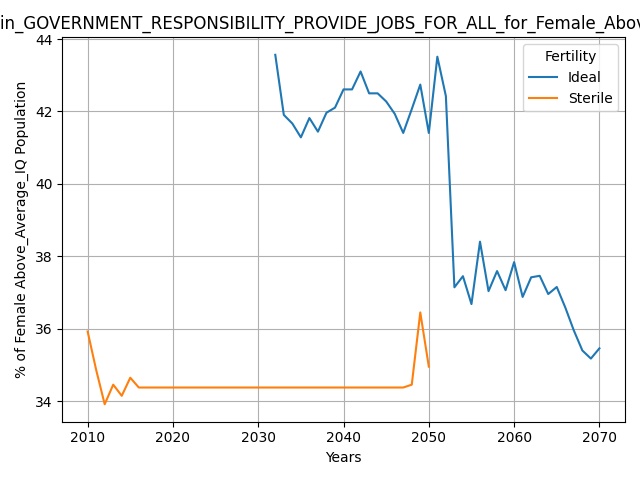 in_GOVERNMENT_RESPONSIBILITY_PROVIDE_JOBS_FOR_ALL_for_Female_Abov
44
42
40
38
36
34
% of Female Above_Average_IQ Population
Fertility
Ideal
Sterile
2010 2020 2030 2040 2050 2060 2070
Years